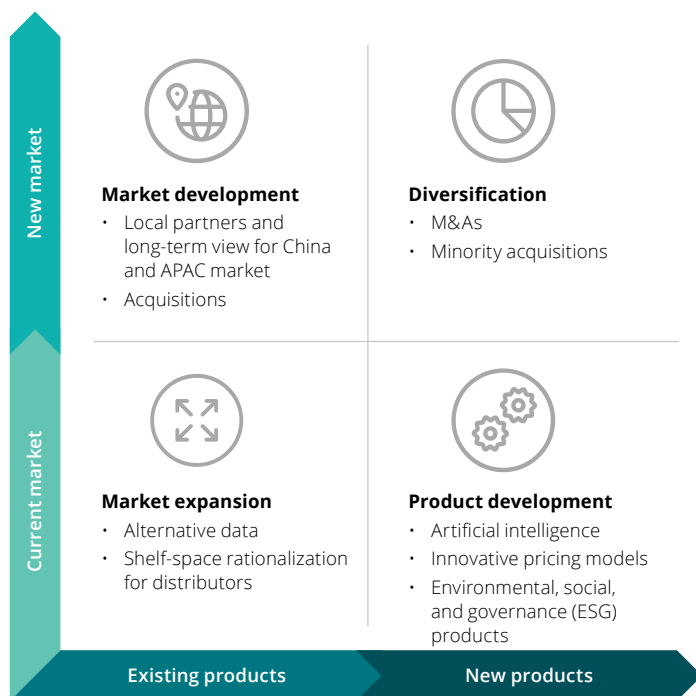 New market
Market development
• Local partners and
long-term view for China
and APAC market
• Acquisitions
Diversification
• M&As
• Minority acquisitions
Current market
Market expansion
• Alternative data
• Shelf-space rationalization
for distributors
Product development
• Artificial intelligence
• Innovative pricing models
• Environmental, social,
and governance (ESG)
products
Existing products
New products